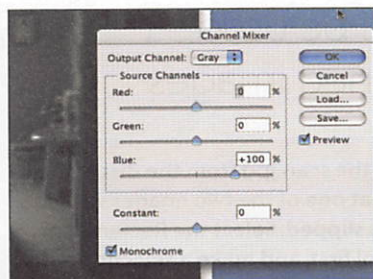 Channel Mixer
Output Channel: Gray
OK
Source Channels
Cancel
Red: 0 %
Load...
Save...
Green: 0 %
Preview
Blue: +100 %
Constant: 0 %
Monochrome